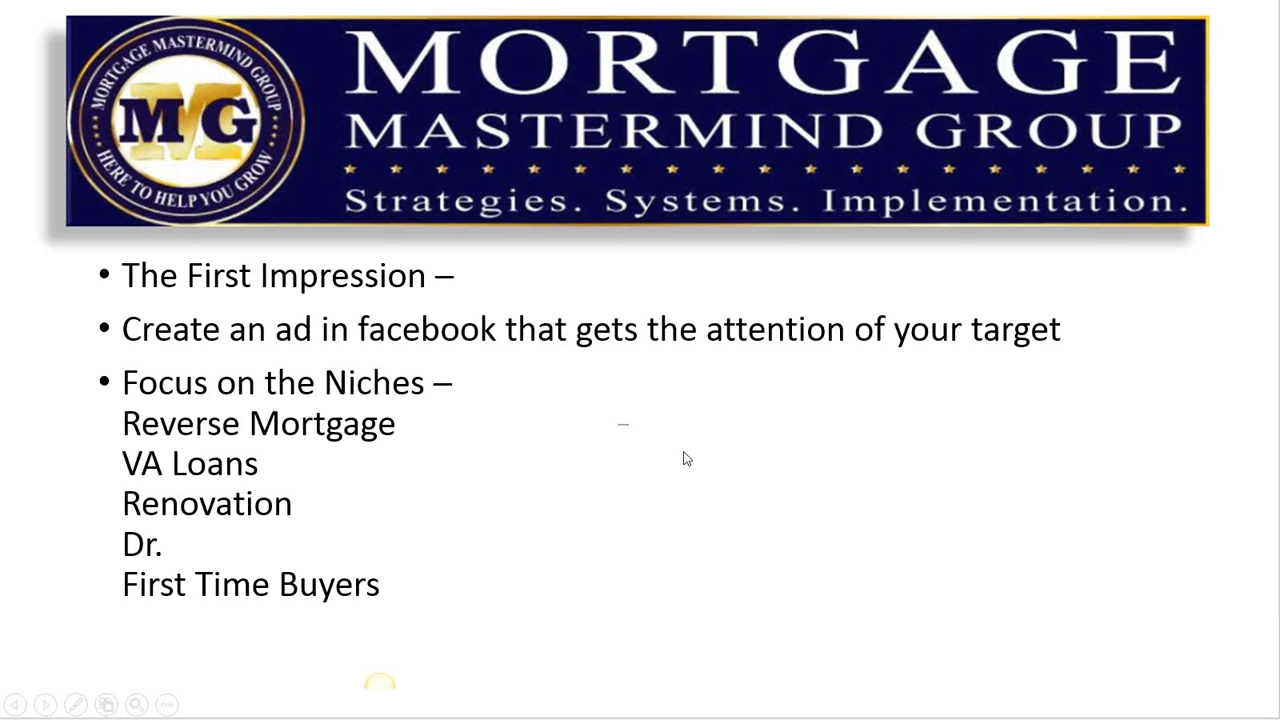 MORTGAGE MASTERMIND GROUP
MG
HERE TO HELP YOU GROW
MORTGAGE
MASTERMIND GROUP
Strategies. Systems. Implementation.
• The First Impression –
• Create an ad in facebook that gets the attention of your target
• Focus on the Niches –
Reverse Mortgage
VA Loans
Renovation
Dr.
First Time Buyers